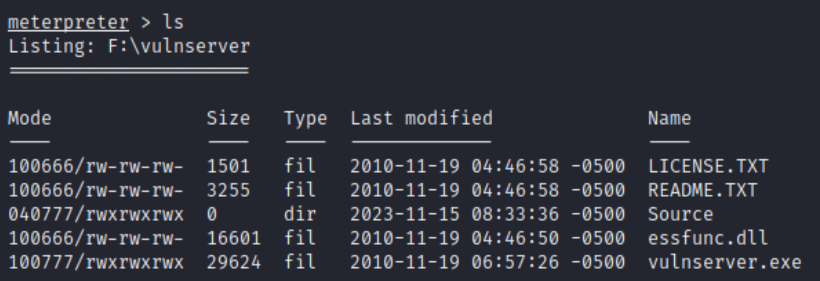 meterpreter > ls
Listing: F:\vulnserver
=======================
Mode Size Type Last modified Name
---- ---- ---- ------------- ----
100666/rw-rw-rw- 1501 fil 2010-11-19 04:46:58 -0500 LICENSE.TXT
100666/rw-rw-rw- 3255 fil 2010-11-19 04:46:58 -0500 README.TXT
040777/rwxrwxrwx 0 dir 2023-11-15 08:33:36 -0500 Source
100666/rw-rw-rw- 16601 fil 2010-11-19 04:46:50 -0500 essfunc.dll
100777/rwxrwxrwx 29624 fil 2010-11-19 06:57:26 -0500 vulnserver.exe